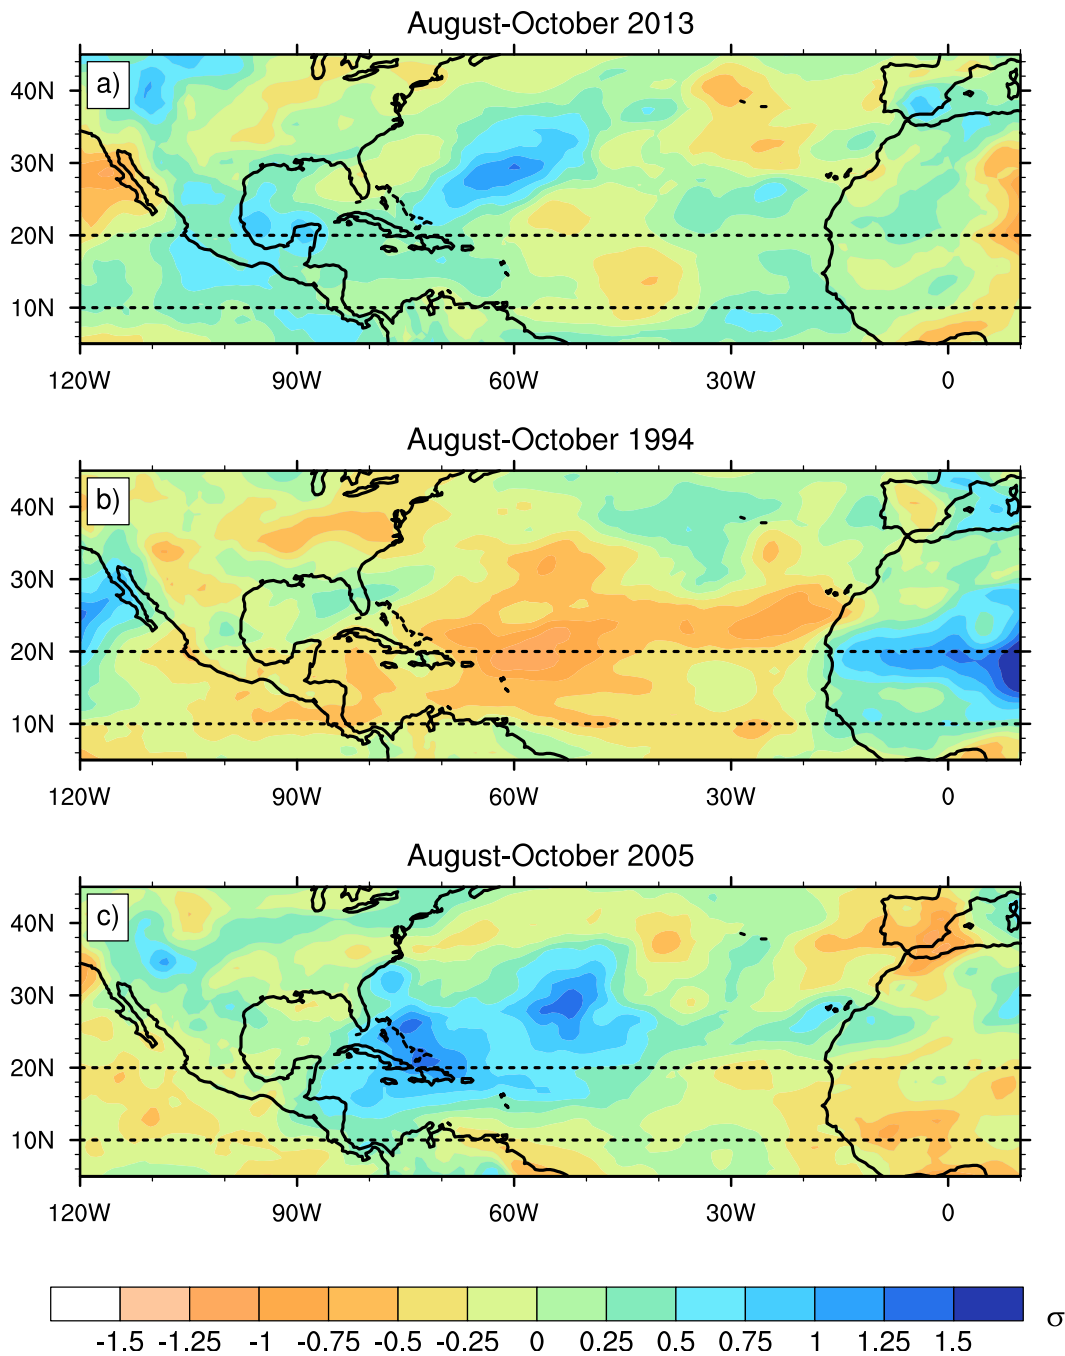 August-October 2013
a)
40N
30N
20N
10N
120W 90W 60W 30W 0
August-October 1994
b)
40N
30N
20N
10N
120W 90W 60W 30W 0
August-October 2005
c)
40N
30N
20N
10N
120W 90W 60W 30W 0
σ
-1.5 -1.25 -1 -0.75 -0.5 -0.25 0 0.25 0.5 0.75 1 1.25 1.5